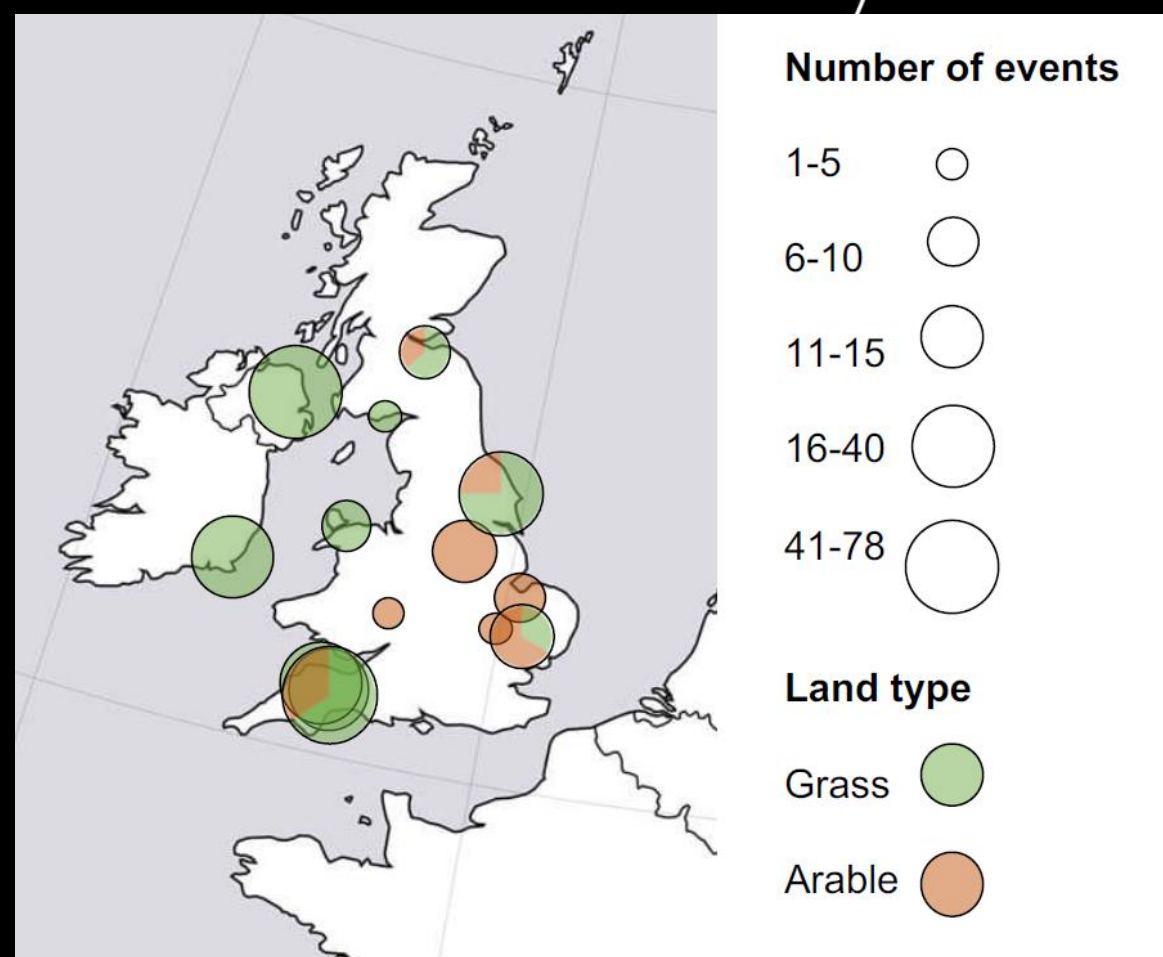 Number of events
1-5
6-10
11-15
16-40
41-78
Land type
Grass
Arable